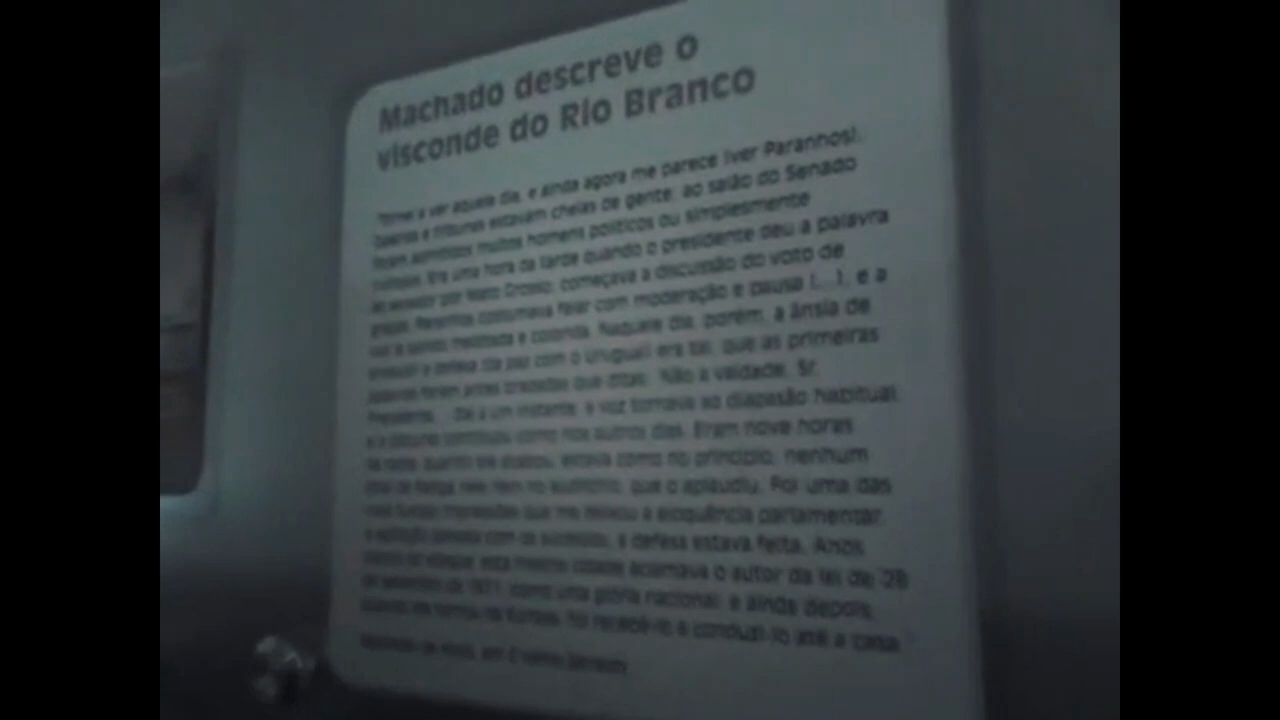 Machado descreve o
visconde do Rio Branco
"Tornei a ver aquele dia, e ainda agora me parece (ver Paranhos).
Galerias e tribunas estavam cheias de gente; ao salão do Senado
foram admitidos muitos homens políticos ou simplesmente
curiosos. Era uma hora da tarde quando o presidente deu a palavra
ao senador por Mato Grosso; começava a discussão do voto de
graças. Paranhos costumava falar com moderação e pausa [...], e a
Naquele dia, porém, a ânsia de
produzir a defesa da paz com o Uruguai era tal, que as primeiras
palavras foram antes bradadas que ditas: 'Não a vaidade, Sr.
Presidente...' Daí a um instante, a voz tornava ao diapasão habitual,
e o discurso continuou como nos outros dias. Eram nove horas
da noite, quando ele acabou; estava como no princípio, nenhum
sinal de fadiga nele nem no auditório, que o aplaudiu. Foi uma das
mais fundas impressões que me deixou a eloquência parlamentar.
A agitação passara com os sucessos, a defesa estava feita. Anos
depois do ataque, esta mesma cidade aclamava o autor da lei de 28
de setembro de 1871, como uma glória nacional; e ainda depois,
quando ele tornou da Europa, foi recebê-lo e conduzi-lo até a casa.
Machado de Assis, em O velho Senado